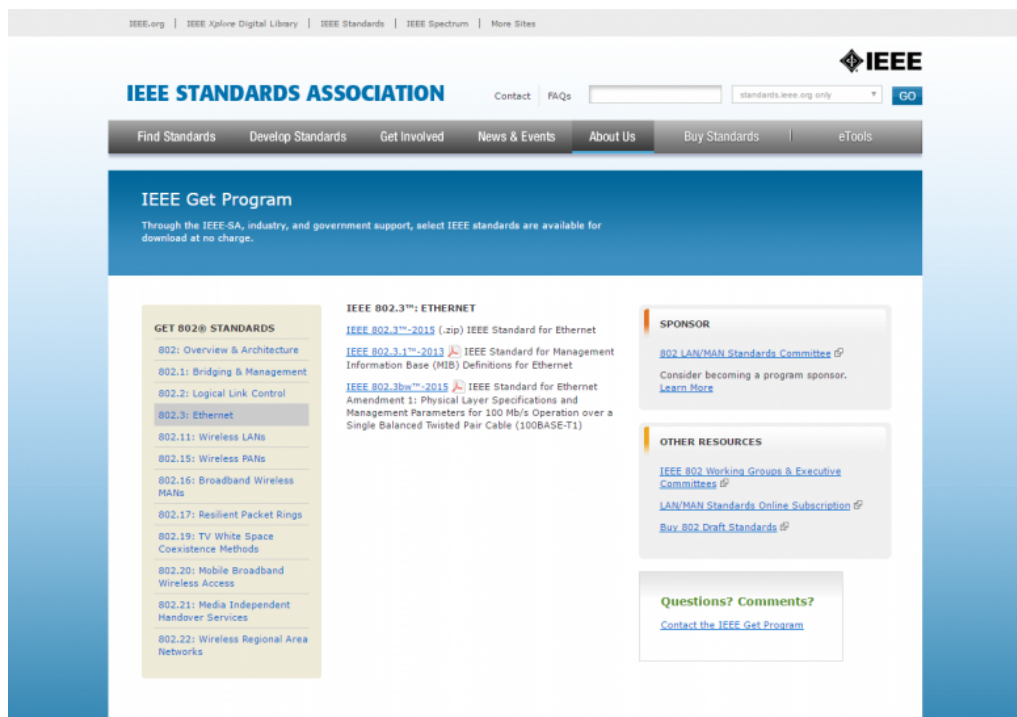 IEEE.org | IEEE Xplore Digital Library | IEEE Standards | IEEE Spectrum | More Sites
IEEE
IEEE STANDARDS ASSOCIATION
Contact | FAQs
standards.ieee.org only
GO
Find Standards
Develop Standards
Get Involved
News & Events
About Us
Buy Standards |
eTools
IEEE Get Program
Through the IEEE-SA, industry, and government support, select IEEE standards are available for
download at no charge.
GET 802® STANDARDS
802: Overview & Architecture
802.1: Bridging & Management
802.2: Logical Link Control
802.3: Ethernet
802.11: Wireless LANs
802.15: Wireless PANs
802.16: Broadband Wireless
MANs
802.17: Resilient Packet Rings
802.19: TV White Space
Coexistence Methods
802.20: Mobile Broadband
Wireless Access
802.21: Media Independent
Handover Services
802.22: Wireless Regional Area
Networks
IEEE 802.3™: ETHERNET
IEEE 802.3™-2015 (.zip) IEEE Standard for Ethernet
IEEE 802.3.1™-2013 IEEE Standard for Management
Information Base (MIB) Definitions for Ethernet
IEEE 802.3bw™-2015 IEEE Standard for Ethernet
Amendment 1: Physical Layer Specifications and
Management Parameters for 100 Mb/s Operation over a
Single Balanced Twisted Pair Cable (100BASE-T1)
SPONSOR
802 LAN/MAN Standards Committee
Consider becoming a program sponsor.
Learn More
OTHER RESOURCES
IEEE 802 Working Groups & Executive
Committees
LAN/MAN Standards Online Subscription
Buy 802 Draft Standards
Questions? Comments?
Contact the IEEE Get Program